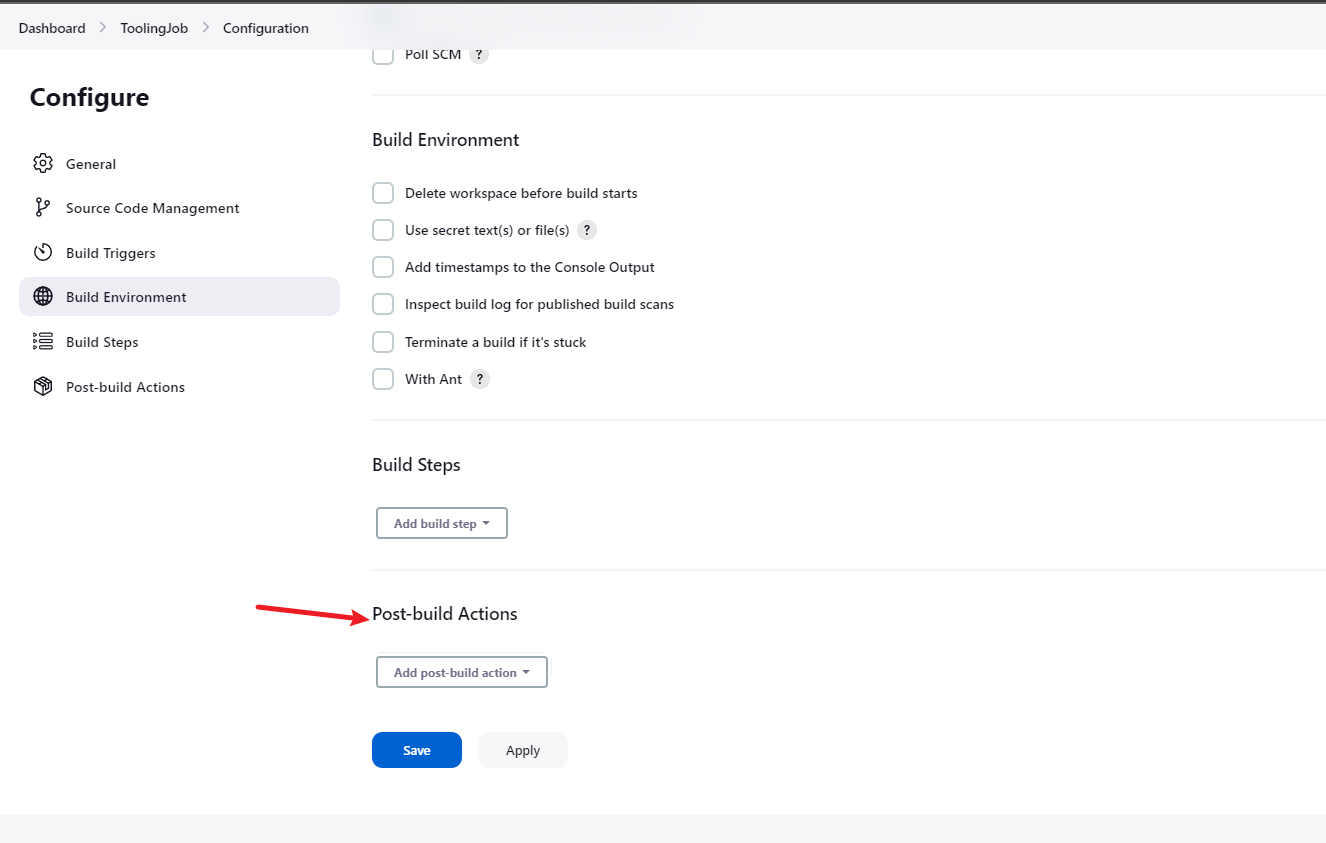 Dashboard > ToolingJob > Configuration
Configure
General
Source Code Management
Build Triggers
Build Environment
Build Steps
Post-build Actions
Poll SCM ?
Build Environment
Delete workspace before build starts
Use secret text(s) or file(s) ?
Add timestamps to the Console Output
Inspect build log for published build scans
Terminate a build if it's stuck
With Ant ?
Build Steps
Add build step
Post-build Actions
Add post-build action
Save Apply